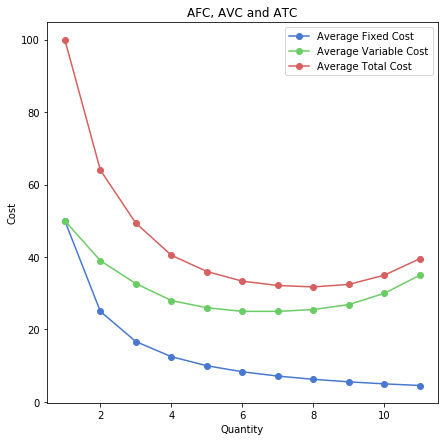 AFC, AVC and ATC
Average Fixed Cost
Average Variable Cost
Average Total Cost
100
80
60
40
20
0
Cost
2 4 6 8 10
Quantity